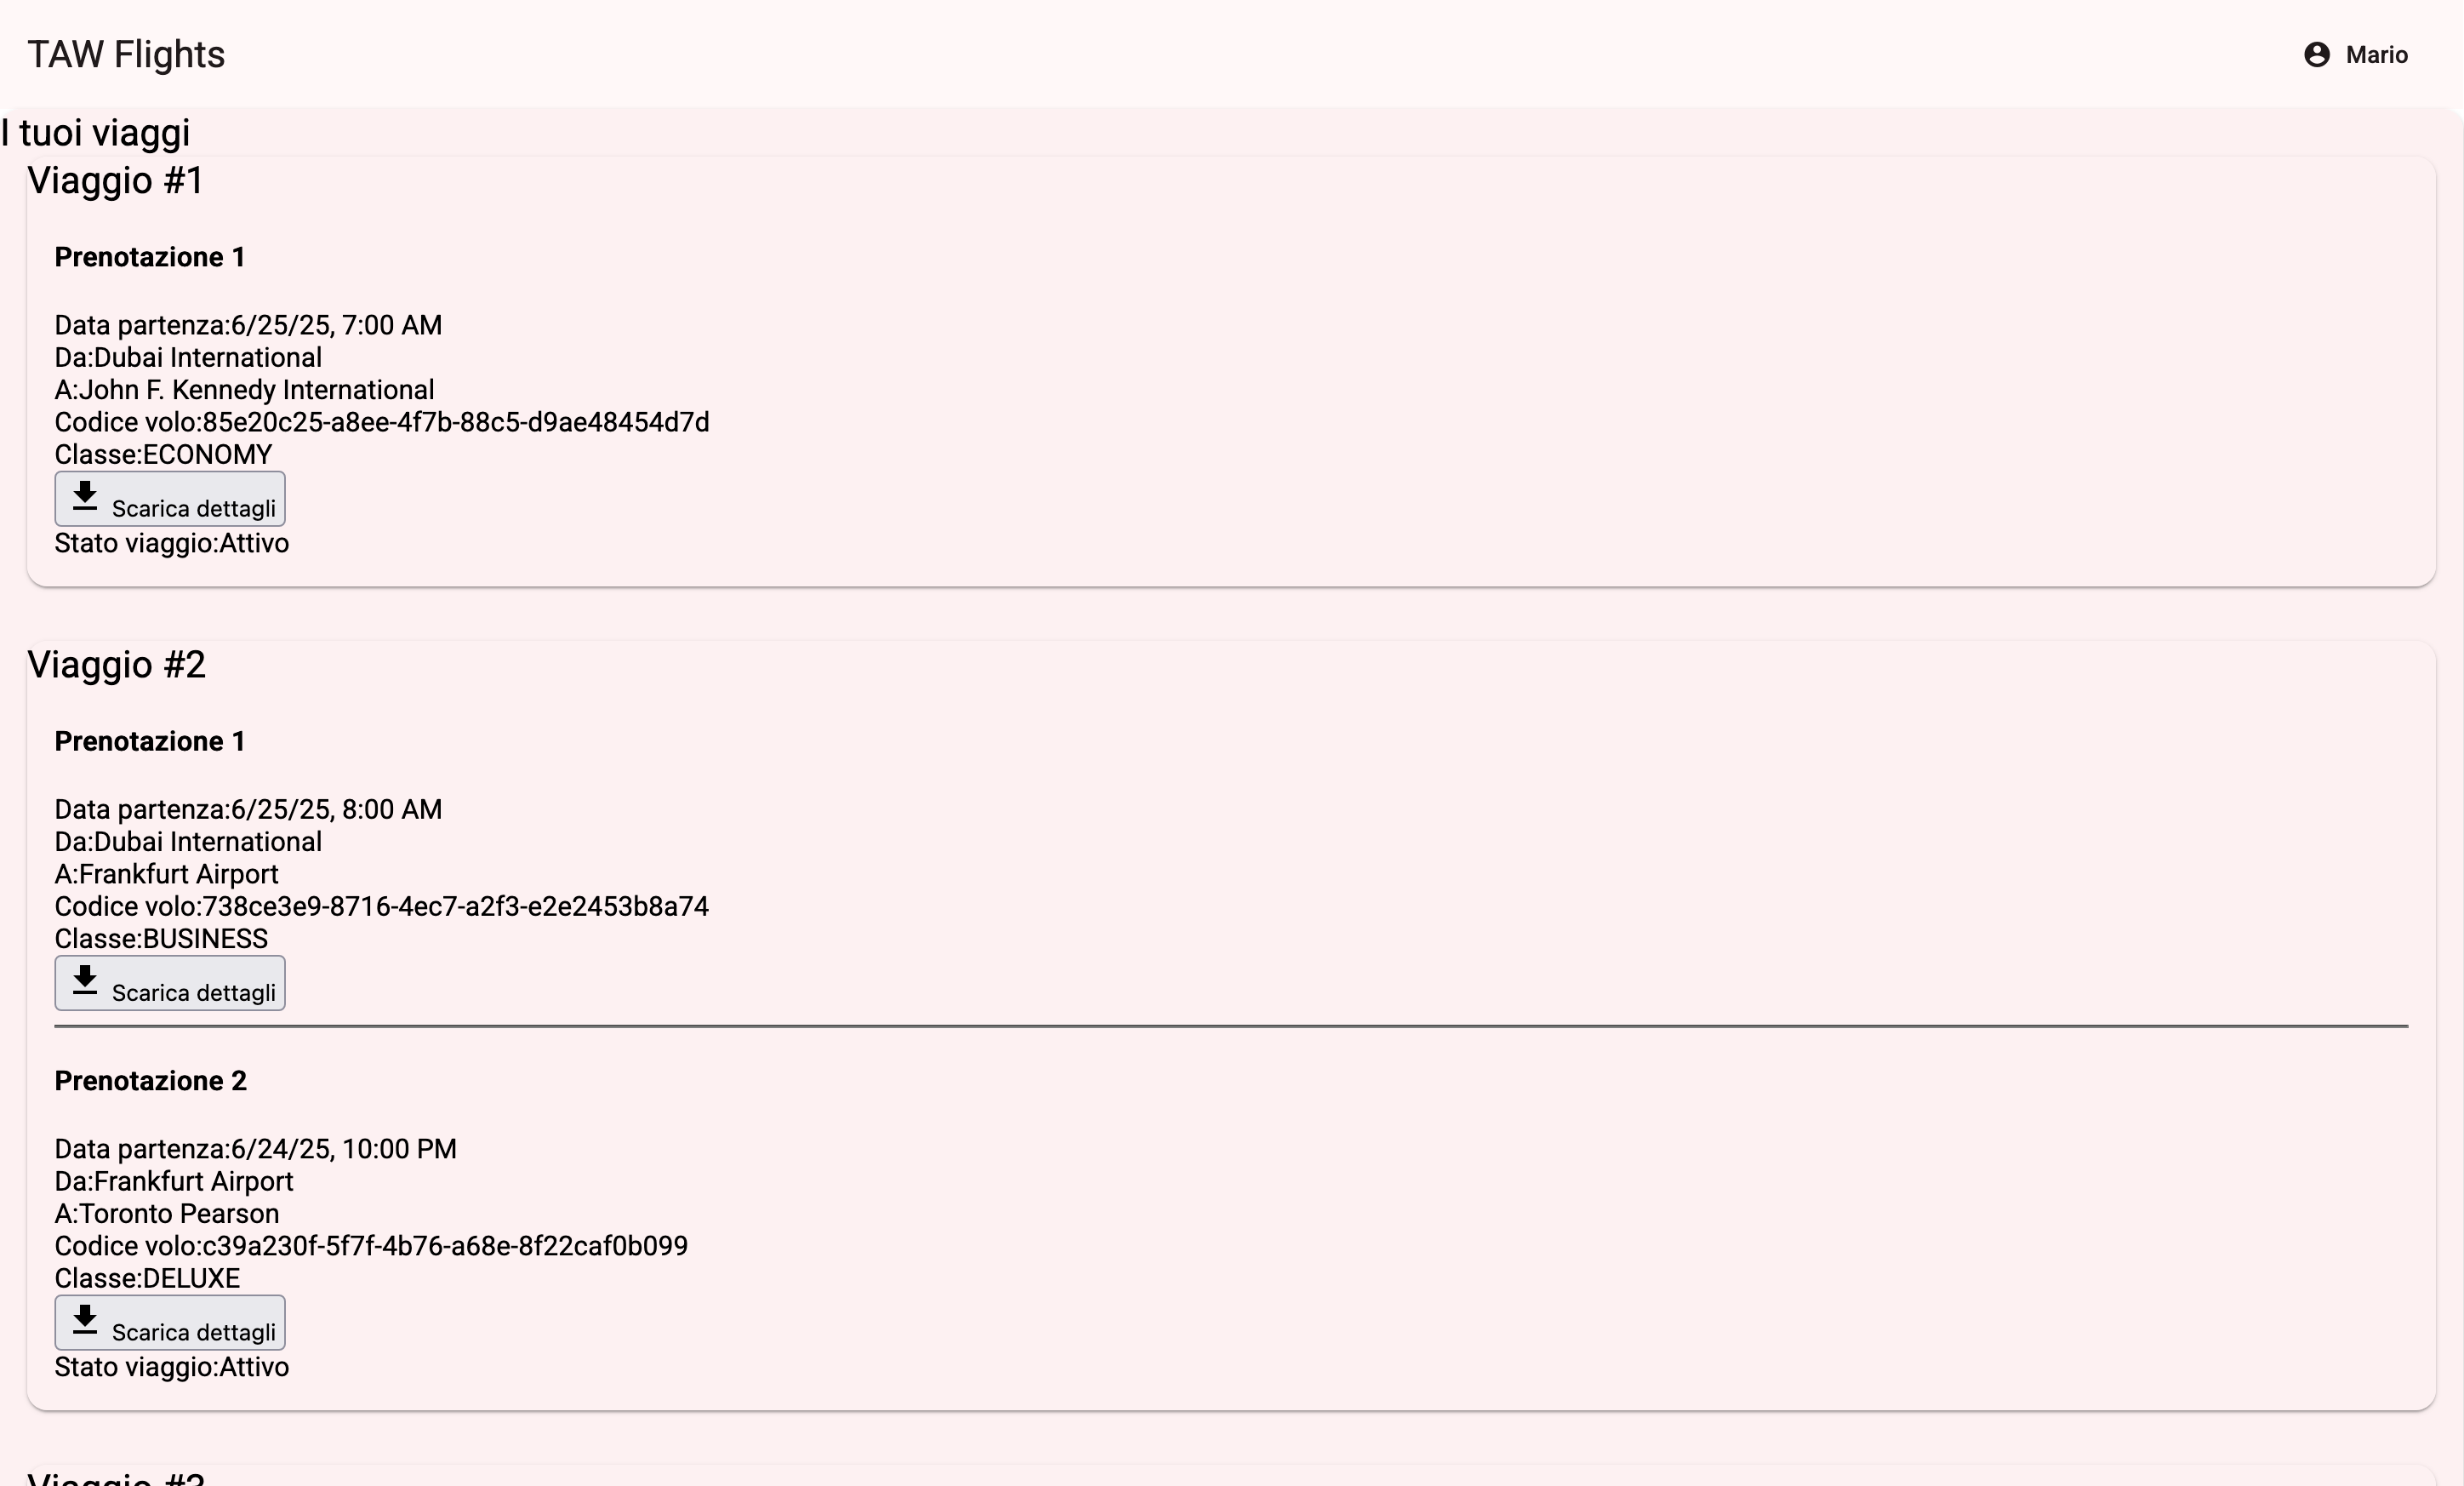 TAW Flights
Mario
I tuoi viaggi
Viaggio #1
Prenotazione 1
Data partenza:6/25/25, 7:00 AM
Da:Dubai International
A:John F. Kennedy International
Codice volo:85e20c25-a8ee-4f7b-88c5-d9ae48454d7d
Classe:ECONOMY
Scarica dettagli
Stato viaggio:Attivo
Viaggio #2
Prenotazione 1
Data partenza:6/25/25, 8:00 AM
Da:Dubai International
A:Frankfurt Airport
Codice volo:738ce3e9-8716-4ec7-a2f3-e2e2453b8a74
Classe:BUSINESS
Scarica dettagli
Prenotazione 2
Data partenza:6/24/25, 10:00 PM
Da:Frankfurt Airport
A:Toronto Pearson
Codice volo:c39a230f-5f7f-4b76-a68e-8f22caf0b099
Classe:DELUXE
Scarica dettagli
Stato viaggio:Attivo
Viaggio #3